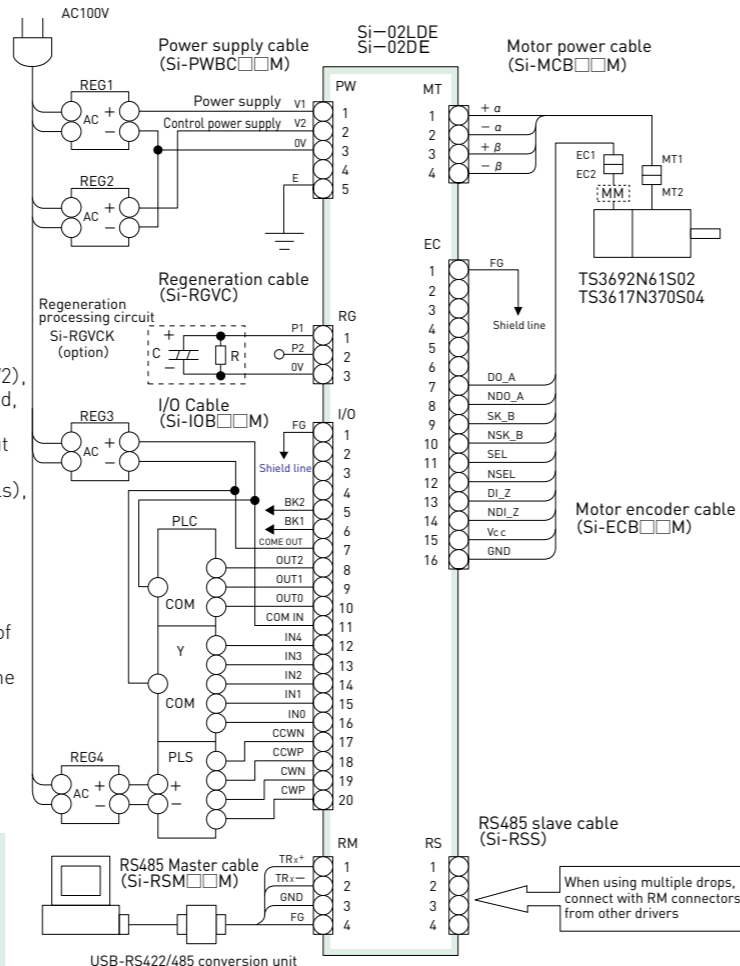 AC100V
Power supply cable
(Si-PWBC□□M)
Si−02LDE
Si−02DE
Motor power cable
(Si-MCB□□M)
REG1
AC + −
Power supply V1
Control power supply V2
0V
E
REG2
AC + −
PW
1
2
3
4
5
MT
1
2
3
4
+ α
− α
+ β
− β
EC1
EC2
MM
MT1
MT2
TS3692N61S02
TS3617N370S04
Regeneration cable
(Si-RGVC)
Regeneration
processing circuit
Si-RGVCK
(option)
+
C
−
R
P1
P2
0V
RG
1
2
3
EC
1
2
3
4
5
6
7
8
9
10
11
12
13
14
15
16
FG
Shield line
DO_A
NDO_A
SK_B
NSK_B
SEL
NSEL
DI_Z
NDI_Z
Vcc
GND
Motor encoder cable
(Si-ECB□□M)
2),
d,
ut
s),
of
ne
I/O Cable
(Si-IOB□□M)
REG3
AC + −
FG
Shield line
BK2
BK1
COME OUT
OUT2
OUT1
OUT0
COM IN
IN4
IN3
IN2
IN1
IN0
CCWN
CCWP
CWN
CWP
I/O
1
2
3
4
5
6
7
8
9
10
11
12
13
14
15
16
17
18
19
20
PLC
COM
Y
COM
PLS
+
−
REG4
AC + −
RS485 Master cable
(Si-RSM□□M)
TRx+
TRx−
GND
FG
RM
1
2
3
4
USB-RS422/485 conversion unit
RS485 slave cable
(Si-RSS)
RS
1
2
3
4
When using multiple drops,
connect with RM connectors
from other drivers